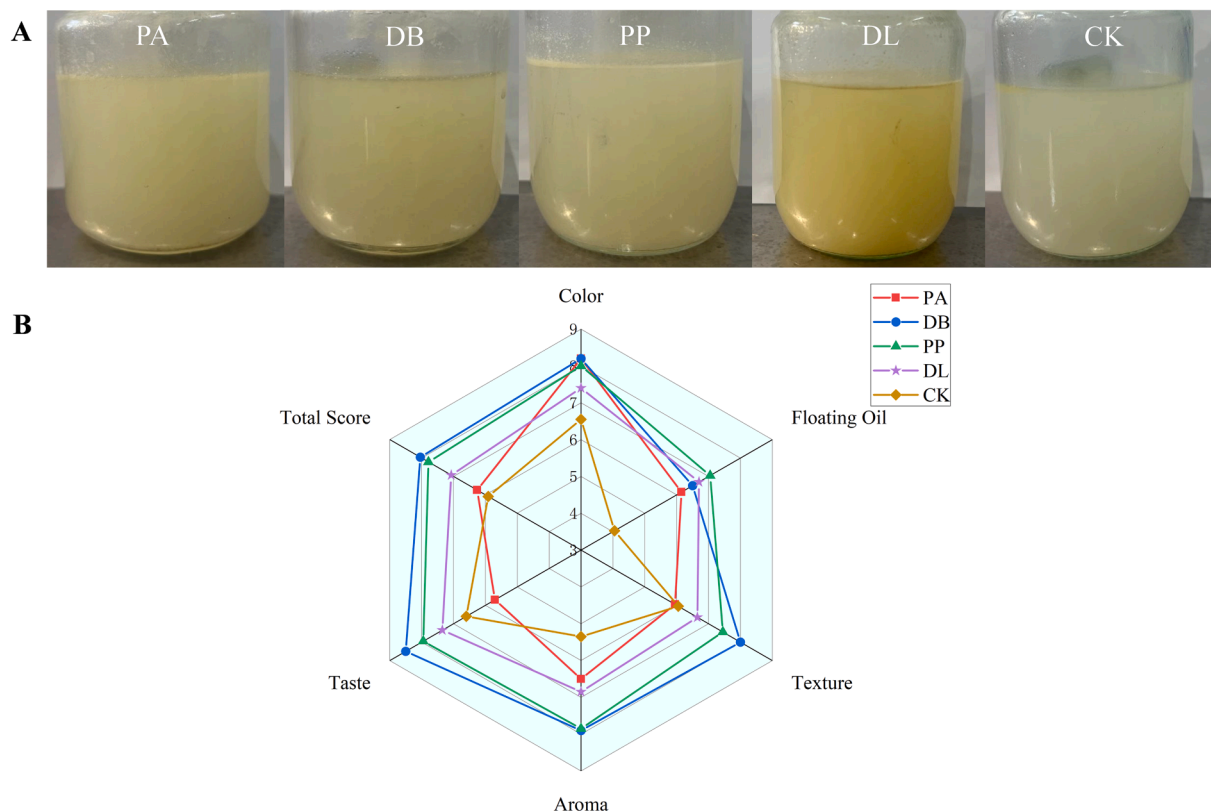 A
PA
DB
PP
DL
CK
B
Color
PA
DB
PP
DL
CK
9
8
7
6
5
4
3
Total Score
Floating Oil
Taste
Texture
Aroma